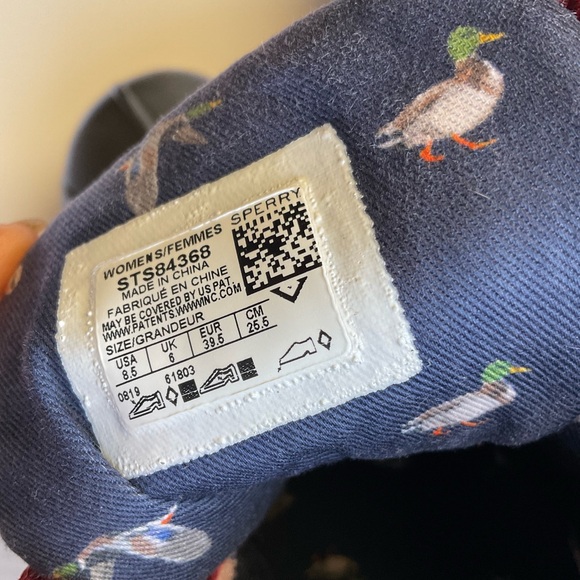 WOMENS/FEMMES SPERRY
STS84368
MADE IN CHINA
FABRIQUÉ EN CHINE
MAY BE COVERED BY US PAT.
WWW.PATENTS.WWWINC.COM
SIZE/GRANDEUR
USA UK EUR CM
8.5 6 39.5 25.5
0819 61803